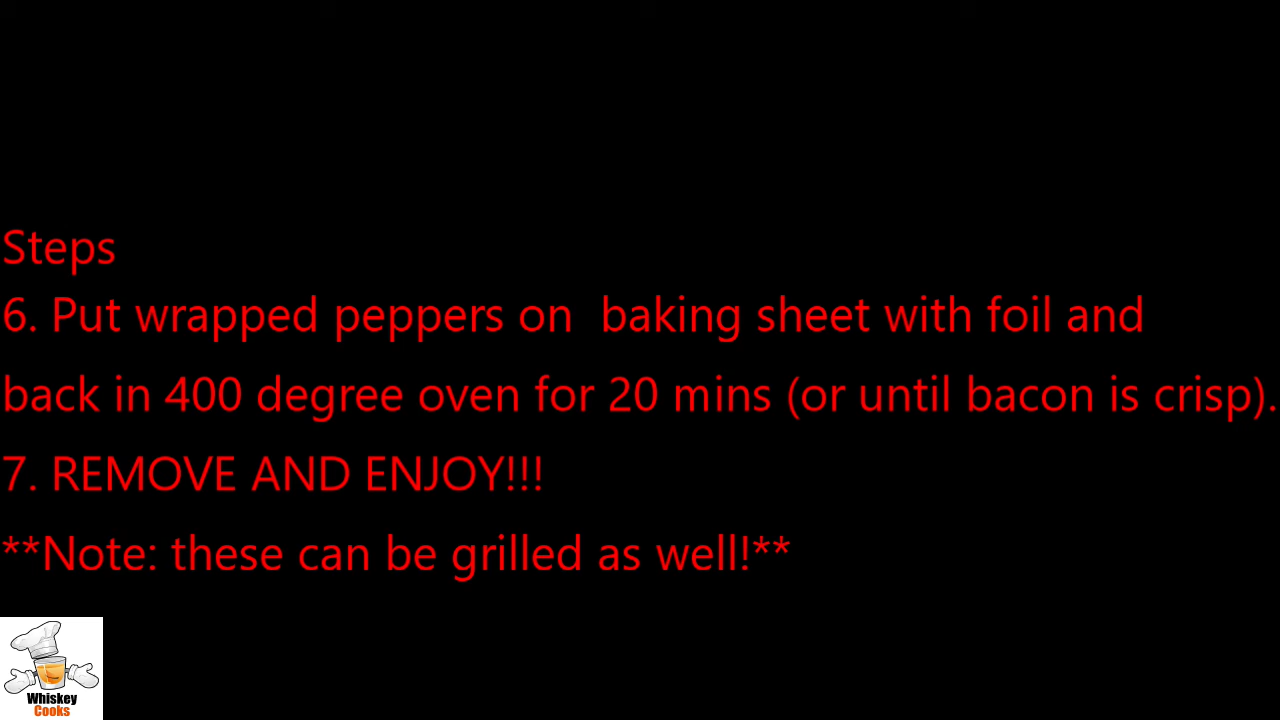 Steps
6. Put wrapped peppers on  baking sheet with foil and
back in 400 degree oven for 20 mins (or until bacon is crisp).
7. REMOVE AND ENJOY!!!
**Note: these can be grilled as well!**
Whiskey
Cooks